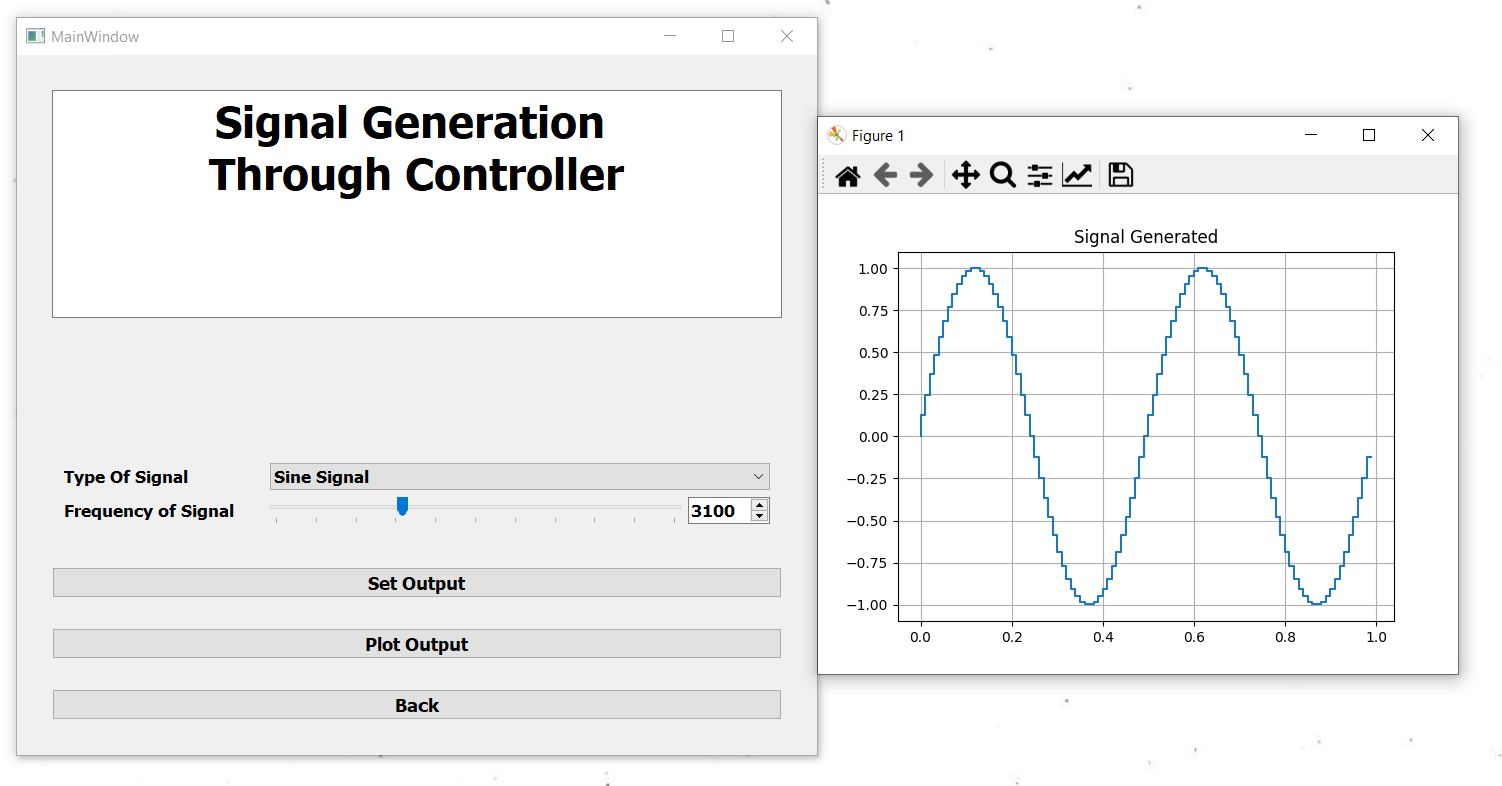 MainWindow
Signal Generation
Through Controller
Type Of Signal
Sine Signal
Frequency of Signal
3100
Set Output
Plot Output
Back
Figure 1
Signal Generated
1.00
0.75
0.50
0.25
0.00
−0.25
−0.50
−0.75
−1.00
0.0 0.2 0.4 0.6 0.8 1.0